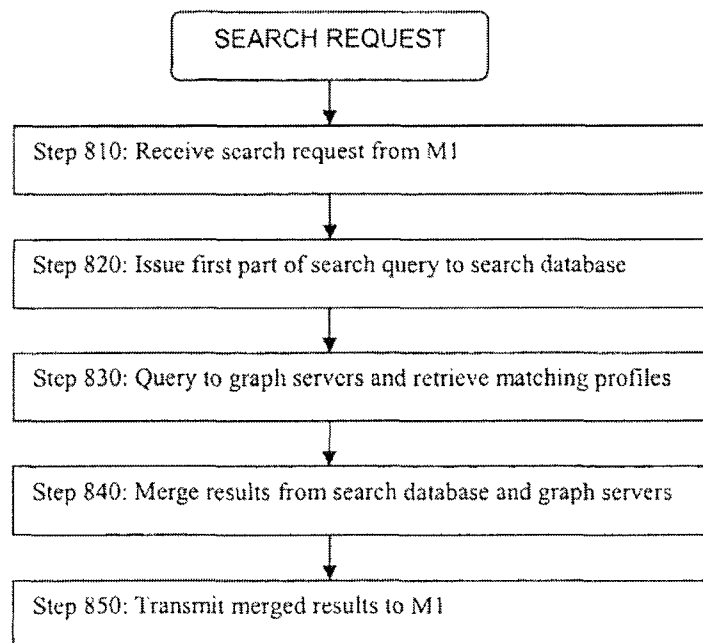 SEARCH REQUEST
Step 810: Receive search request from M1
Step 820: Issue first part of search query to search database
Step 830: Query to graph servers and retrieve matching profiles
Step 840: Merge results from search database and graph servers
Step 850: Transmit merged results to M1